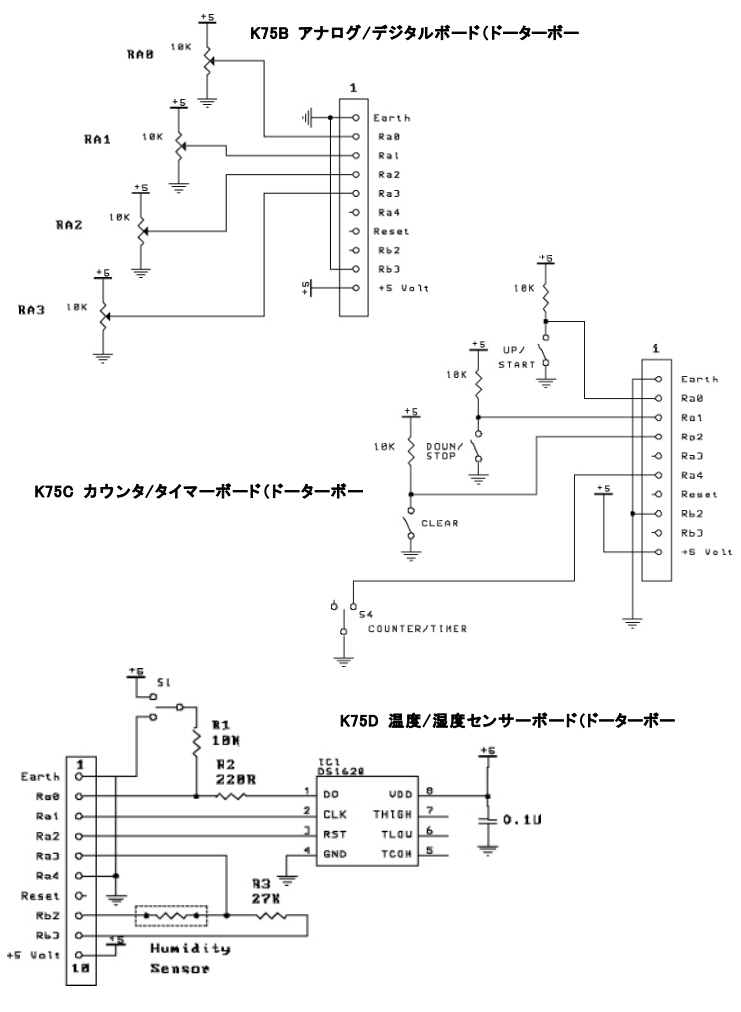 K75B アナログ/デジタルボード(ドーターボー
+5
10K
RA0
+5
10K
RA1
+5
10K
RA2
+5
10K
RA3
1
Earth
Ra0
Ra1
Ra2
Ra3
Ra4
Reset
Rb2
Rb3
+5 Volt
+5
K75C カウンタ/タイマーボード(ドーターボー
+5
10K
UP/
START
+5
10K
DOWN/
STOP
+5
10K
CLEAR
+5
S4
COUNTER/TIMER
1
Earth
Ra0
Ra1
Ra2
Ra3
Ra4
Reset
Rb2
Rb3
+5 Volt
K75D 温度/湿度センサーボード(ドーターボー
+5
S1
R1
10K
R2
220R
1
Earth
Ra0
Ra1
Ra2
Ra3
Ra4
Reset
Rb2
Rb3
+5 Volt
10
+5
Humidity
Sensor
R3
27K
IC1
DS1620
1 DQ VDD 8
2 CLK THIGH 7
3 RST TLOW 6
4 GND TCOM 5
+5
0.1U